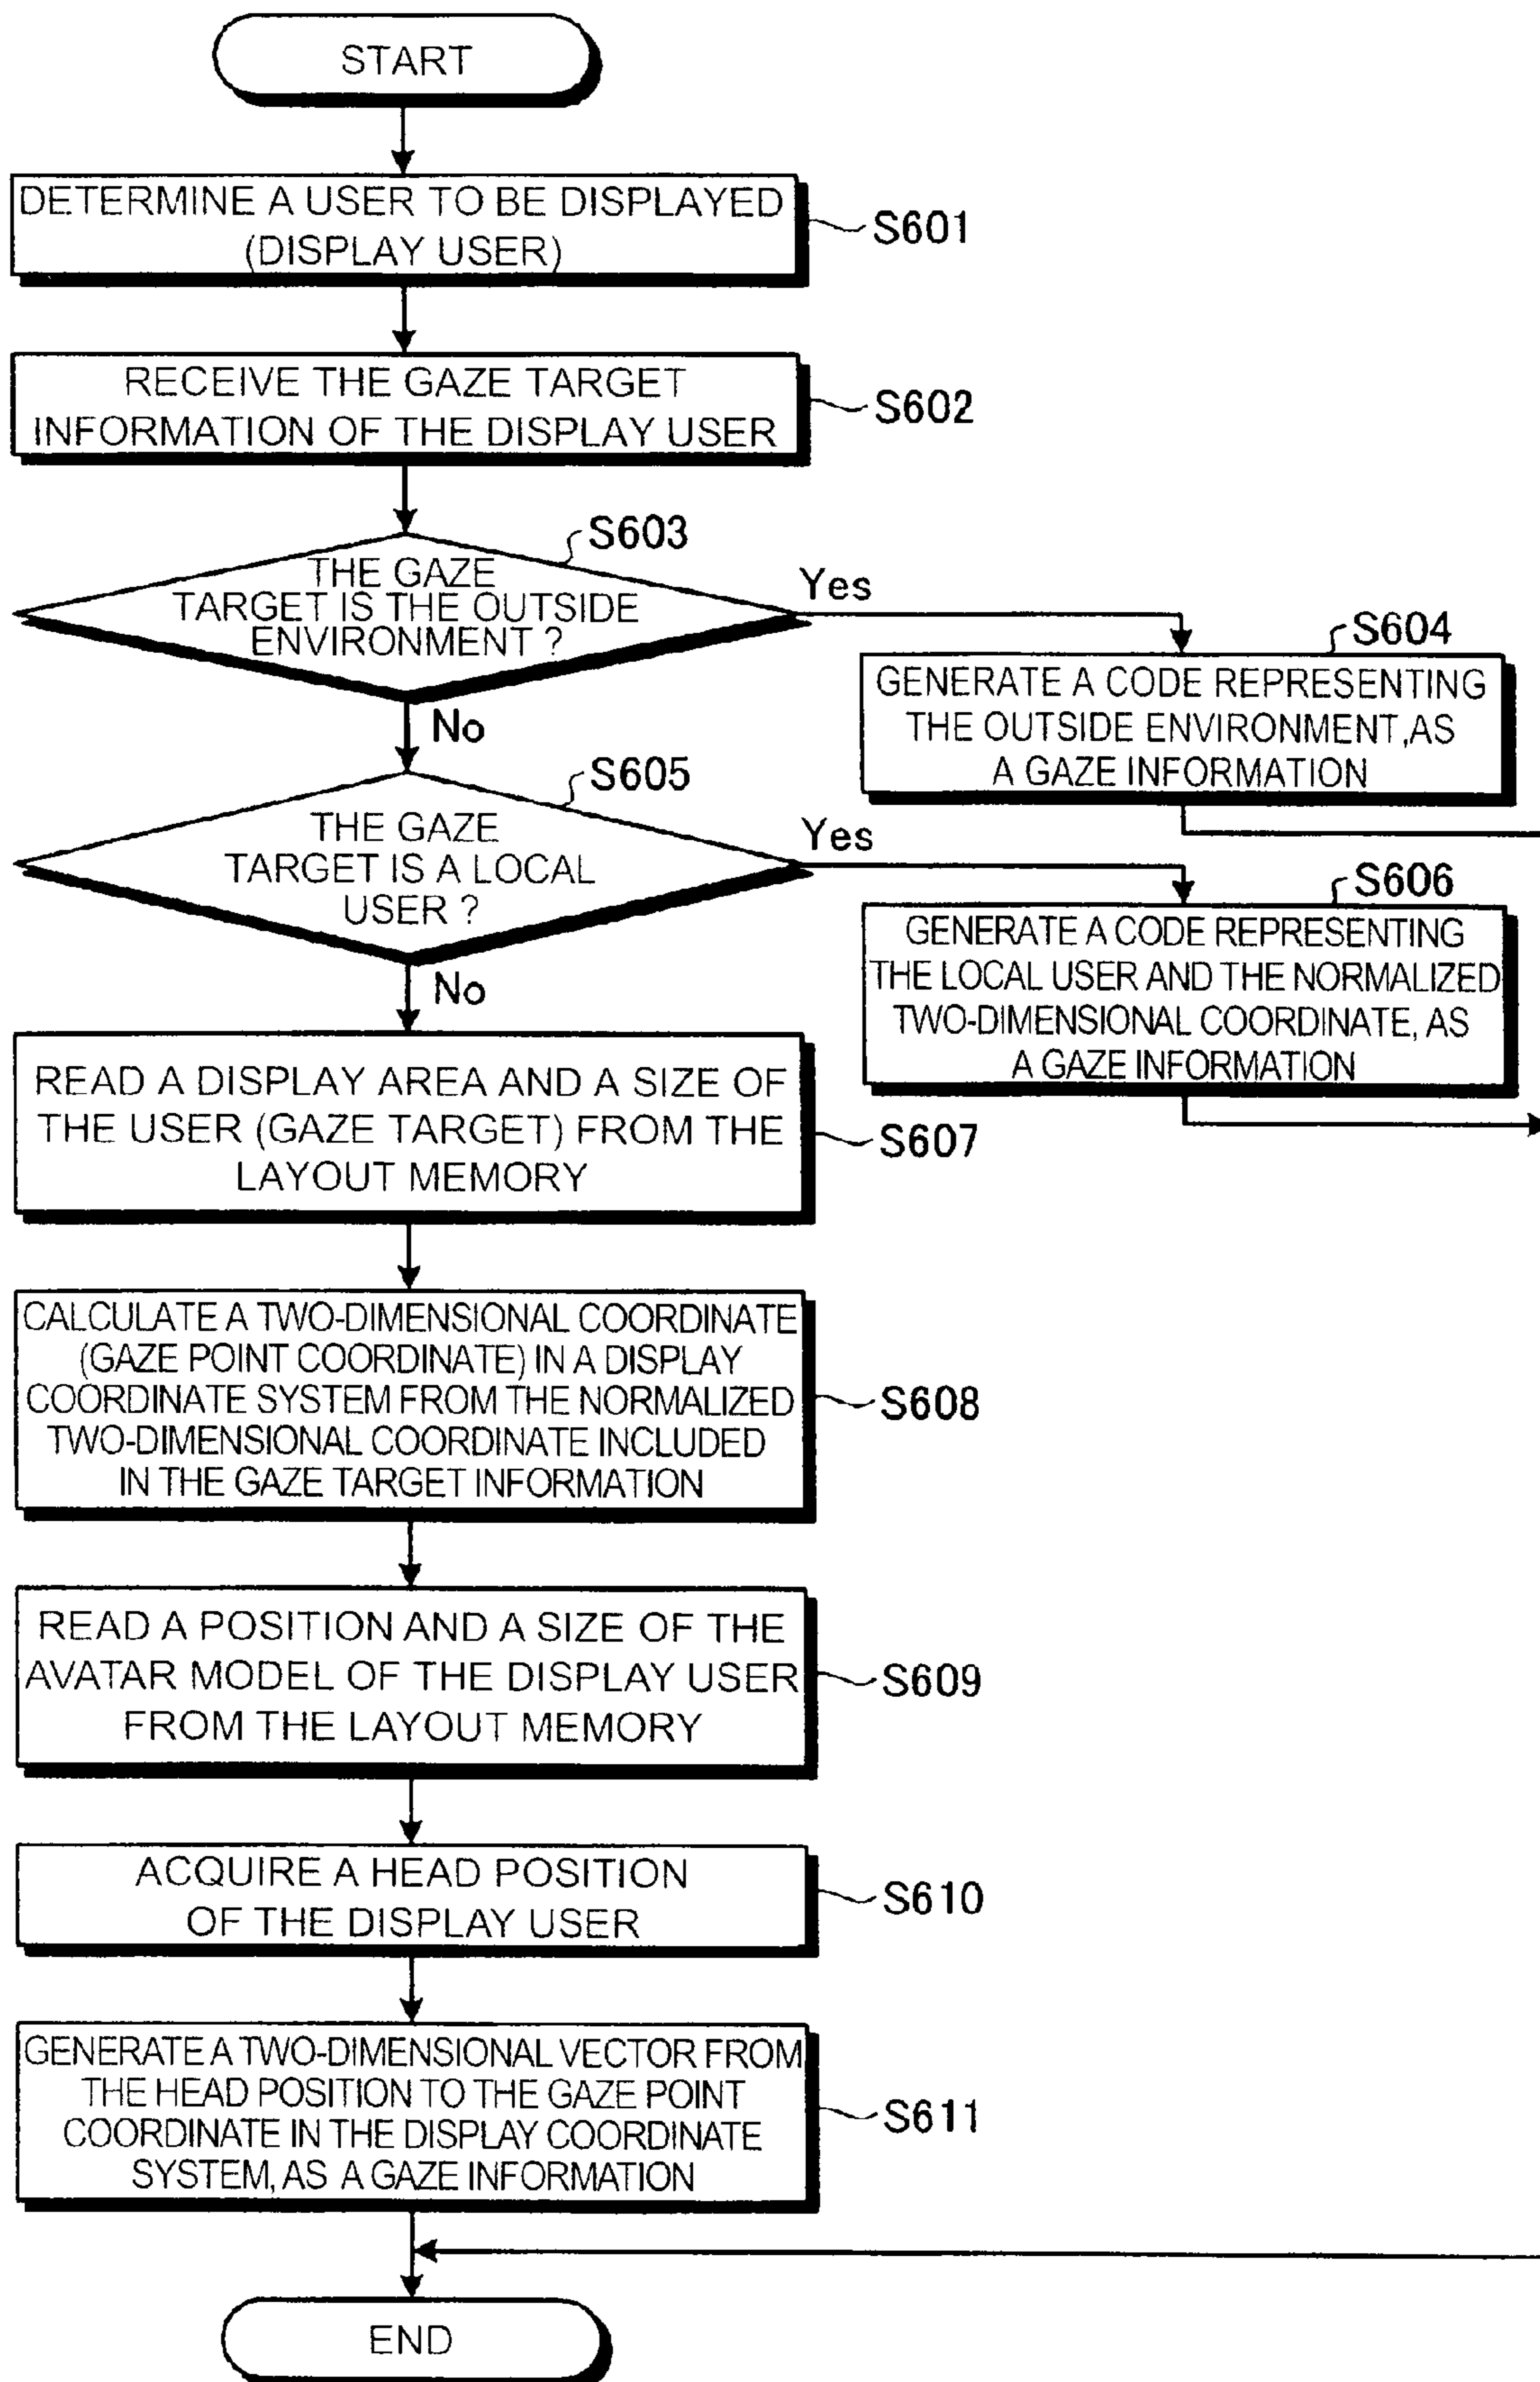 START
DETERMINE A USER TO BE DISPLAYED
(DISPLAY USER)
S601
RECEIVE THE GAZE TARGET
INFORMATION OF THE DISPLAY USER
S602
S603
THE GAZE
TARGET IS THE OUTSIDE
ENVIRONMENT ?
Yes
No
S604
GENERATE A CODE REPRESENTING
THE OUTSIDE ENVIRONMENT,AS
A GAZE INFORMATION
S605
THE GAZE
TARGET IS A LOCAL
USER ?
Yes
No
S606
GENERATE A CODE REPRESENTING
THE LOCAL USER AND THE NORMALIZED
TWO-DIMENSIONAL COORDINATE, AS
A GAZE INFORMATION
READ A DISPLAY AREA AND A SIZE OF
THE USER (GAZE TARGET) FROM THE
LAYOUT MEMORY
S607
CALCULATE A TWO-DIMENSIONAL COORDINATE
(GAZE POINT COORDINATE) IN A DISPLAY
COORDINATE SYSTEM FROM THE NORMALIZED
TWO-DIMENSIONAL COORDINATE INCLUDED
IN THE GAZE TARGET INFORMATION
S608
READ A POSITION AND A SIZE OF THE
AVATAR MODEL OF THE DISPLAY USER
FROM THE LAYOUT MEMORY
S609
ACQUIRE A HEAD POSITION
OF THE DISPLAY USER
S610
GENERATE A TWO-DIMENSIONAL VECTOR FROM
THE HEAD POSITION TO THE GAZE POINT
COORDINATE IN THE DISPLAY COORDINATE
SYSTEM, AS A GAZE INFORMATION
S611
END